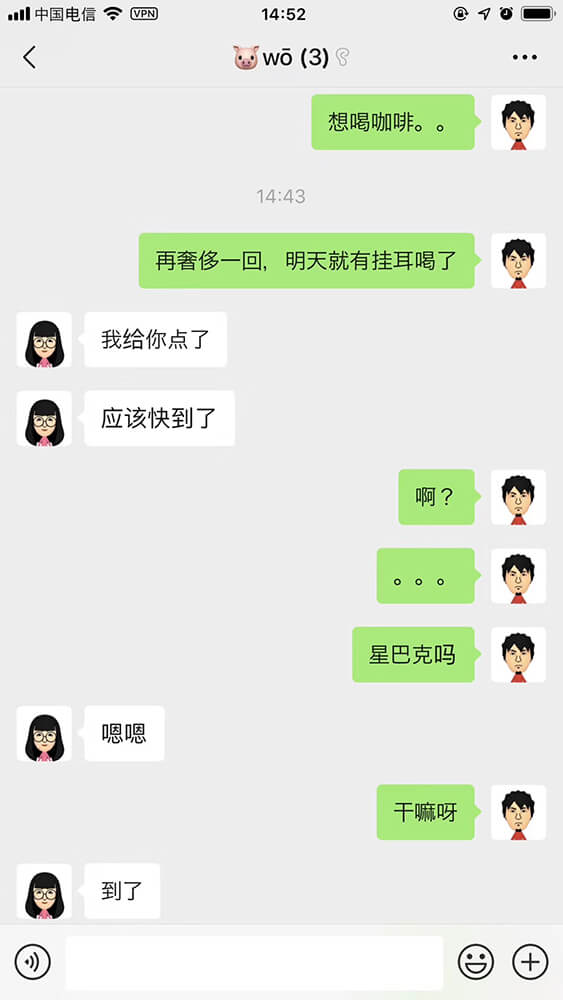 中国电信 VPN 14:52
🐷wō (3)
想喝咖啡。。
14:43
再奢侈一回，明天就有挂耳喝了
我给你点了
应该快到了
啊？
。。。
星巴克吗
嗯嗯
干嘛呀
到了